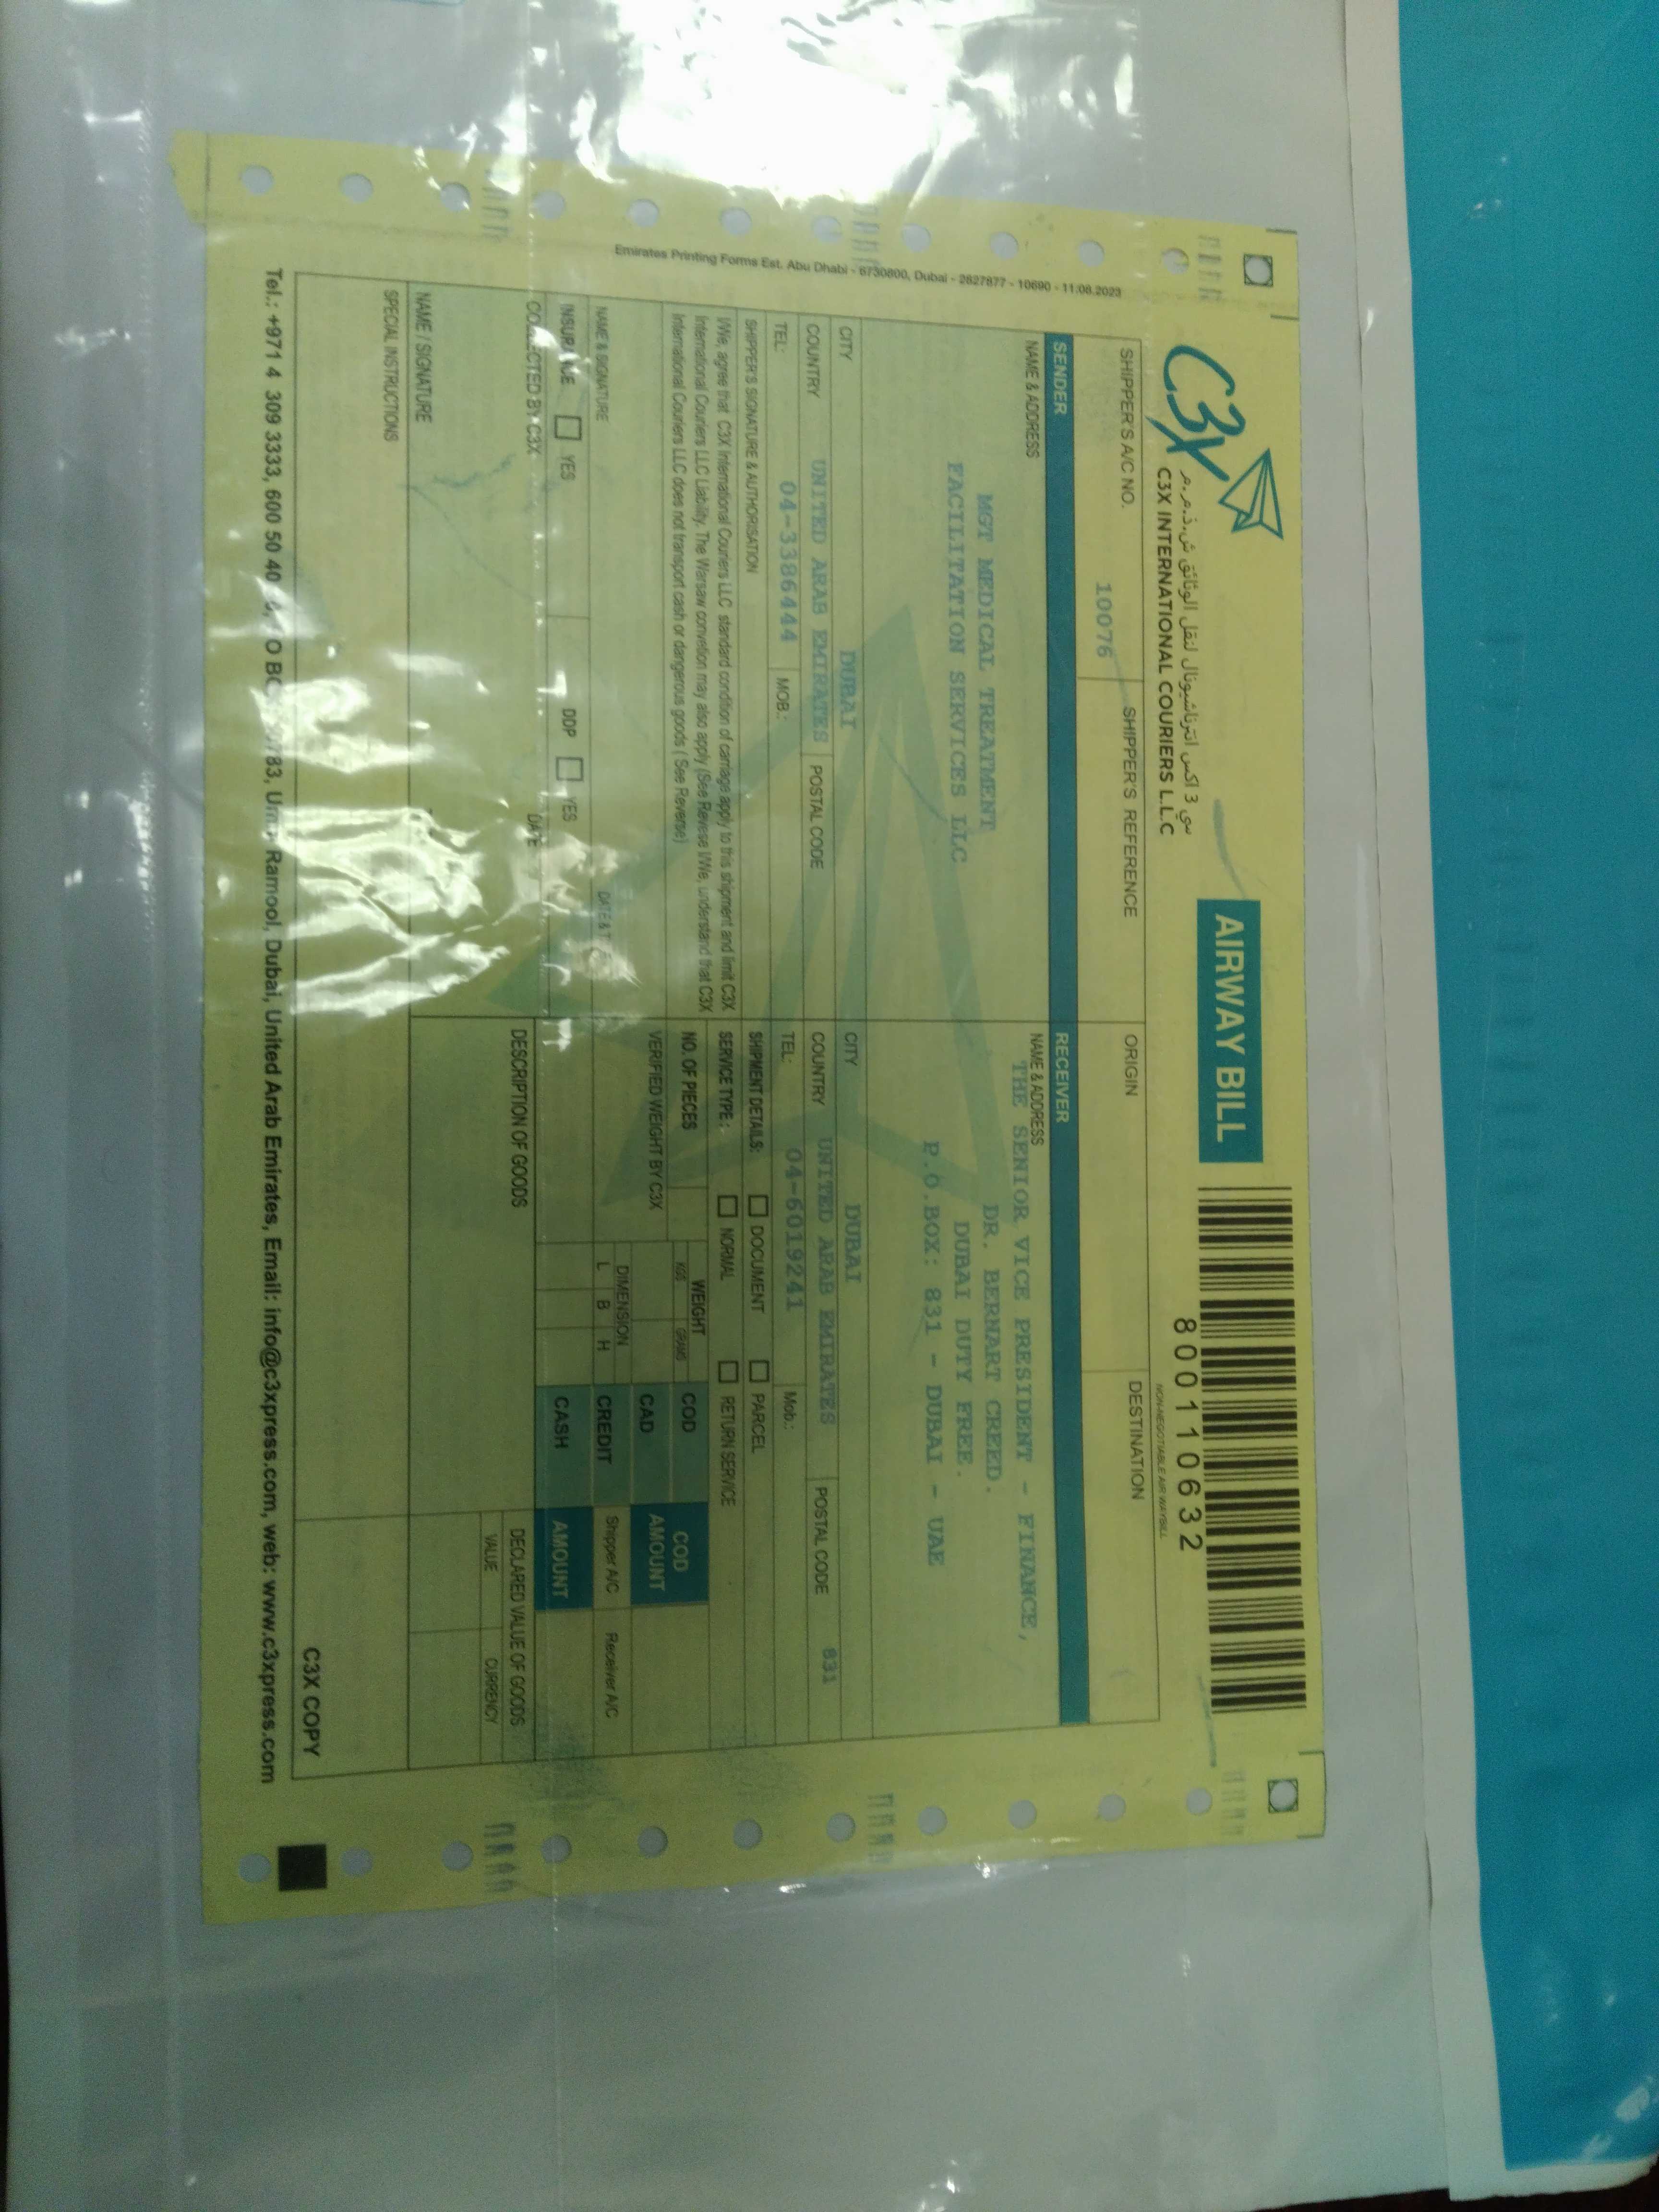 C3X
سي 3 اكس انترناشيونال لنقل الوثائق ش.ذ.م.م
C3X INTERNATIONAL COURIERS L.L.C
AIRWAY BILL
80011 0632
NON-NEGOTIABLE AIR WAYBILL
SHIPPER'S A/C NO.
10076
SHIPPER'S REFERENCE
ORIGIN
DESTINATION
SENDER
NAME & ADDRESS
MGT MEDICAL TREATMENT
FACILITATION SERVICES LLC
CITY DUBAI
COUNTRY UNITED ARAB EMIRATES POSTAL CODE
TEL: 04-3386444 MOB.:
RECEIVER
NAME & ADDRESS
THE SENIOR VICE PRESIDENT - FINANCE,
DR. BERNART CREED.
DUBAI DUTY FREE.
P.O.BOX: 831 - DUBAI - UAE
CITY DUBAI
COUNTRY UNITED ARAB EMIRATES POSTAL CODE 831
TEL: 04-6019241 Mob.:
SHIPPER'S SIGNATURE & AUTHORISATION
I/We, agree that C3X International Couriers LLC standard condition of carriage apply to this shipment and limit C3X
International Couriers LLC Liability. The Warsaw convetion may also apply (See Revese I/We, understand that C3X
International Couriers LLC does not transport cash or dangerous goods ( See Reverse)
NAME & SIGNATURE
INSURANCE YES DDP YES
COLLECTED BY C3X DATE
NAME / SIGNATURE
SPECIAL INSTRUCTIONS
SHIPMENT DETAILS: DOCUMENT PARCEL
SERVICE TYPE : NORMAL RETURN SERVICE
NO. OF PIECES WEIGHT
KGS GRAMS
COD
COD AMOUNT
VERIFIED WEIGHT BY C3X
CAD
DIMENSION
L B H
CREDIT Shipper A/C Receiver A/C
CASH AMOUNT
DESCRIPTION OF GOODS
DECLARED VALUE OF GOODS
VALUE CURRENCY
C3X COPY
Tel.: +971 4 309 3333, 600 50 40 Ramool, Dubai, United Arab Emirates, Email: info@c3xpress.com, web: www.c3xpress.com
Emirates Printing Forms Est. Abu Dhabi - 6730800, Dubai - 2627877 - 10690 - 11.08.2023